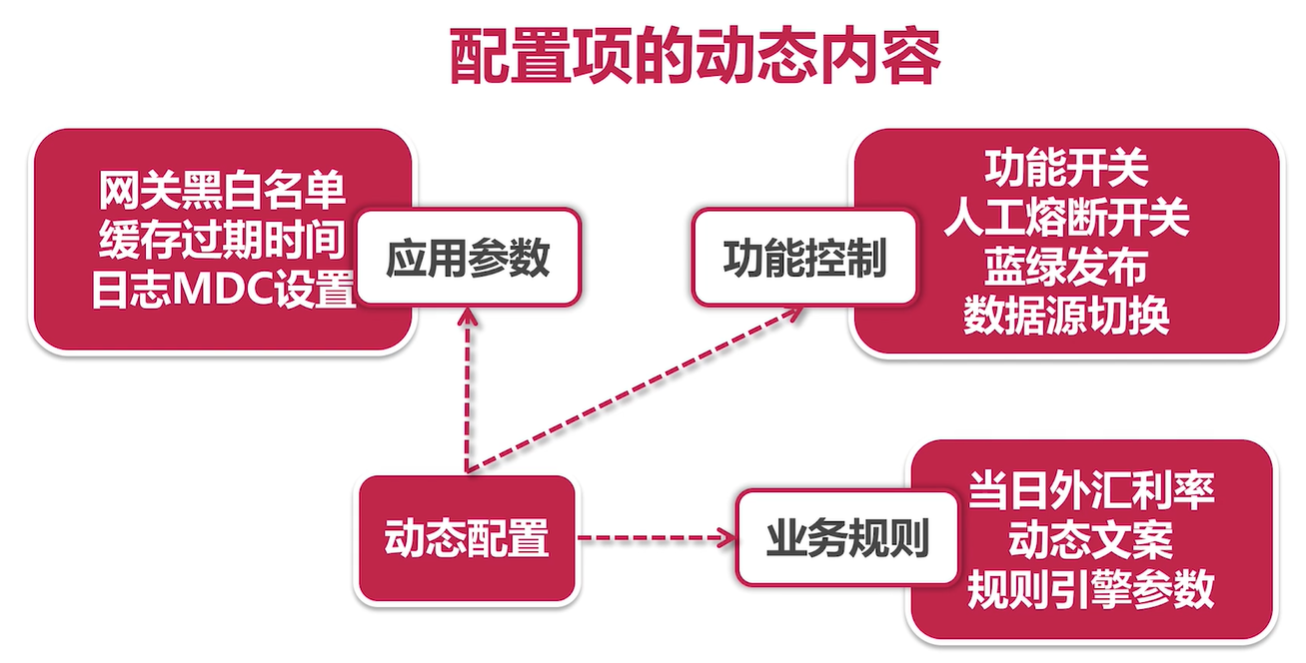 配置项的动态内容
网关黑白名单
缓存过期时间
日志MDC设置
应用参数
功能控制
功能开关
人工熔断开关
蓝绿发布
数据源切换
动态配置
业务规则
当日外汇利率
动态文案
规则引擎参数